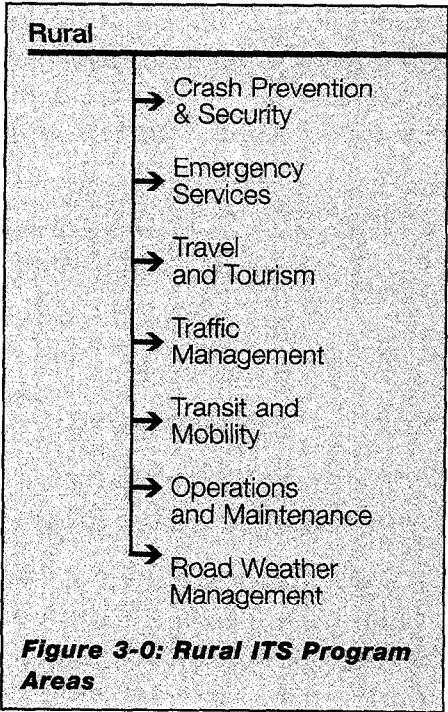 Rural
Crash Prevention
& Security
Emergency
Services
Travel
and Tourism
Traffic
Management
Transit and
Mobility
Operations
and Maintenance
Road Weather
Management
Figure 3-0: Rural ITS Program
Areas